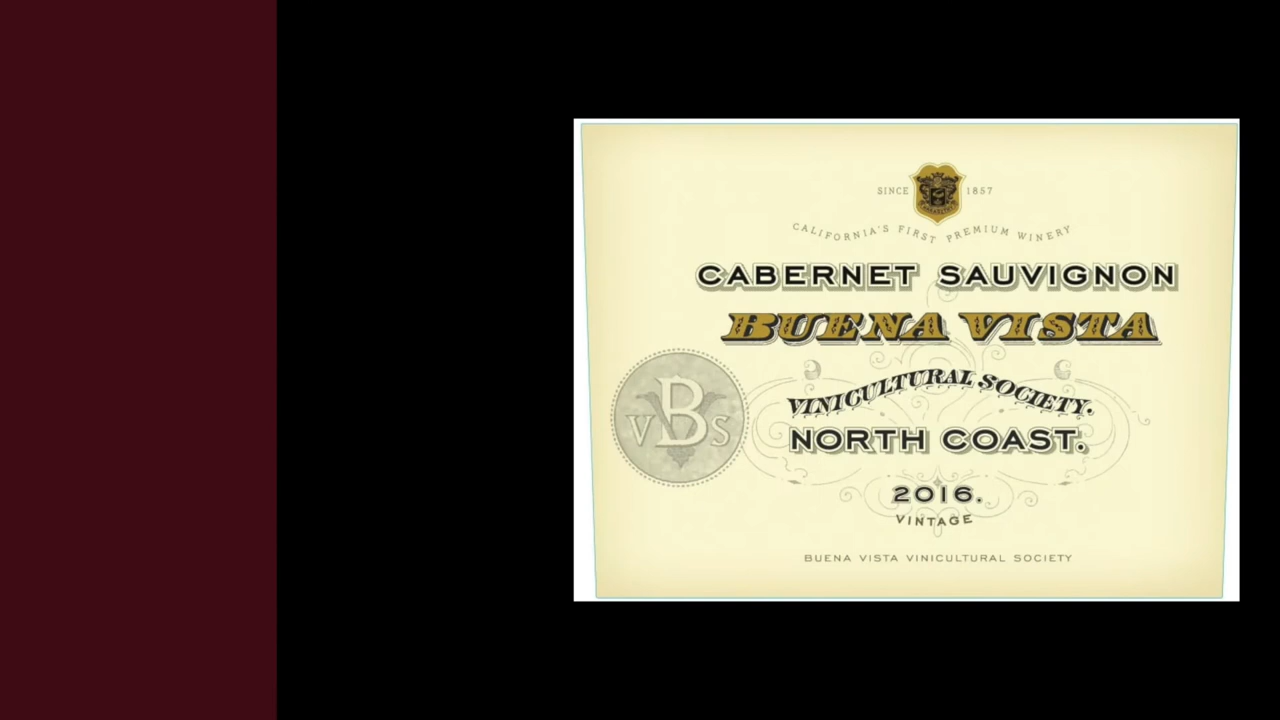 SINCE 1857
CALIFORNIA'S FIRST PREMIUM WINERY
CABERNET SAUVIGNON
BUENA VISTA
VINICULTURAL SOCIETY.
NORTH COAST.
B
V S
2016.
VINTAGE
BUENA VISTA VINICULTURAL SOCIETY